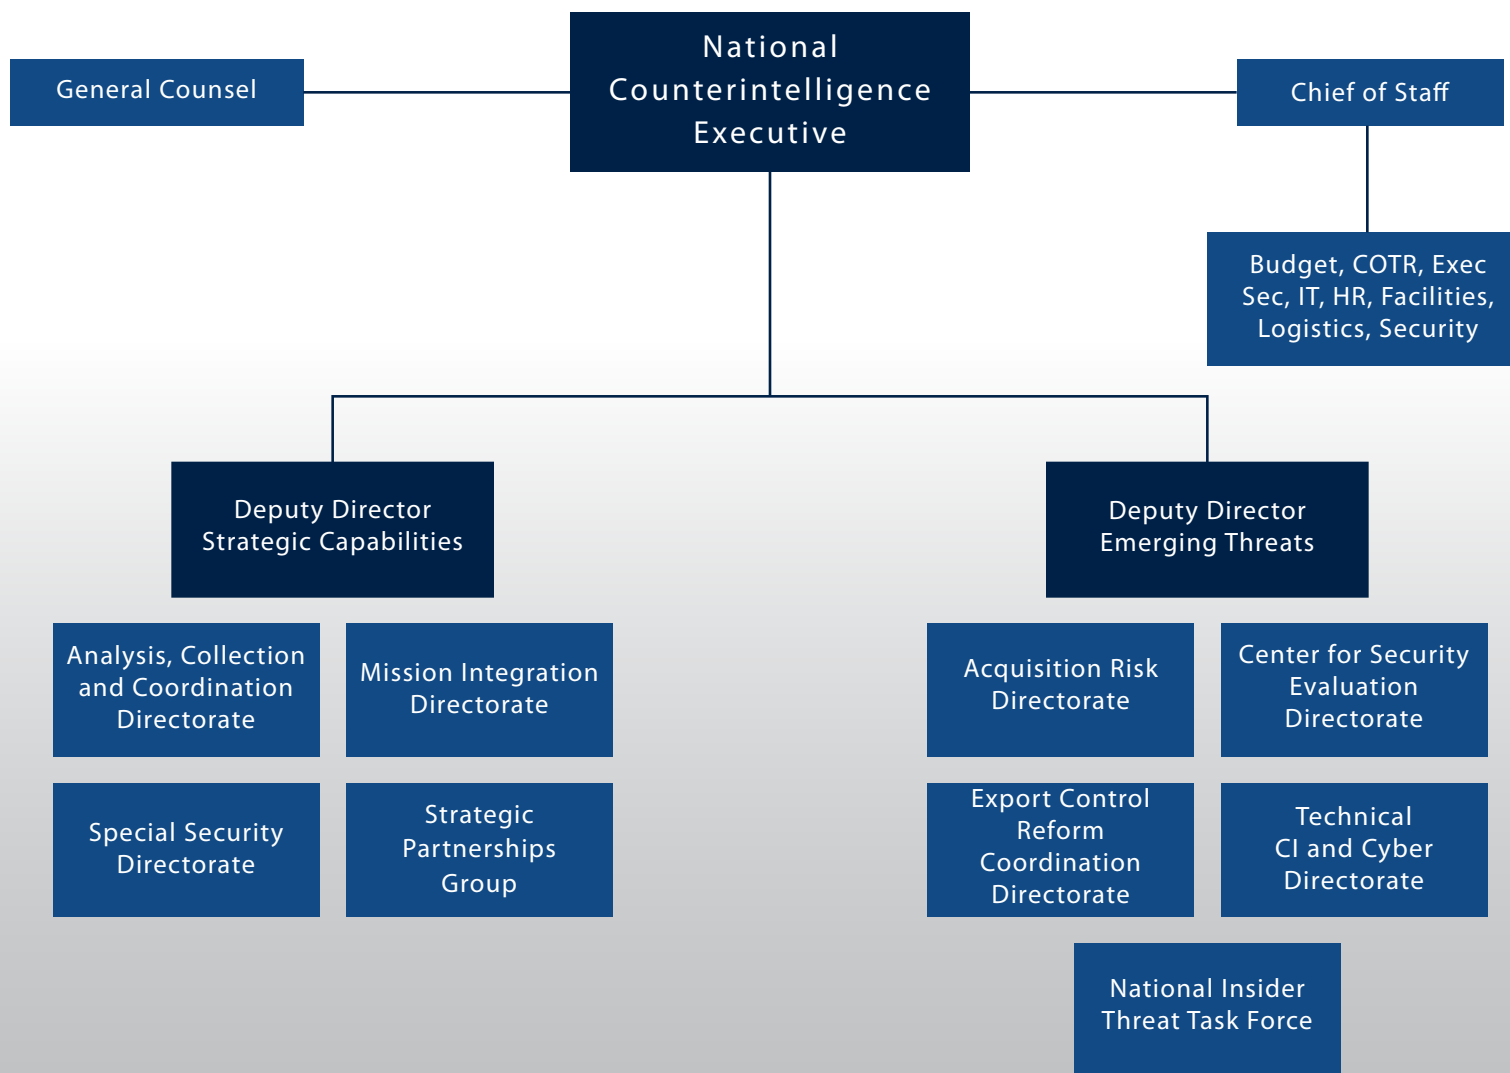 National
Counterintelligence
Executive
General Counsel
Chief of Staff
Budget, COTR, Exec
Sec, IT, HR, Facilities,
Logistics, Security
Deputy Director
Strategic Capabilities
Deputy Director
Emerging Threats
Analysis, Collection
and Coordination
Directorate
Mission Integration
Directorate
Acquisition Risk
Directorate
Center for Security
Evaluation
Directorate
Special Security
Directorate
Strategic
Partnerships
Group
Export Control
Reform
Coordination
Directorate
Technical
CI and Cyber
Directorate
National Insider
Threat Task Force